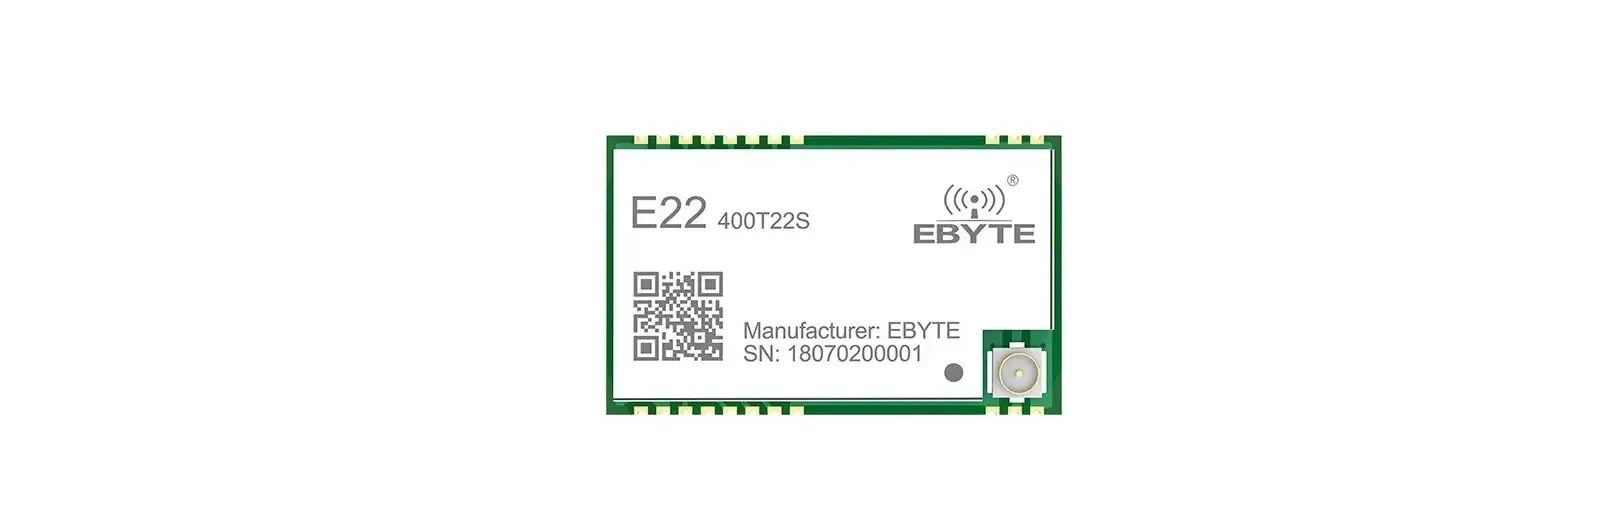 E22 400T22S
®
EBYTE
Manufacturer: EBYTE
SN: 18070200001